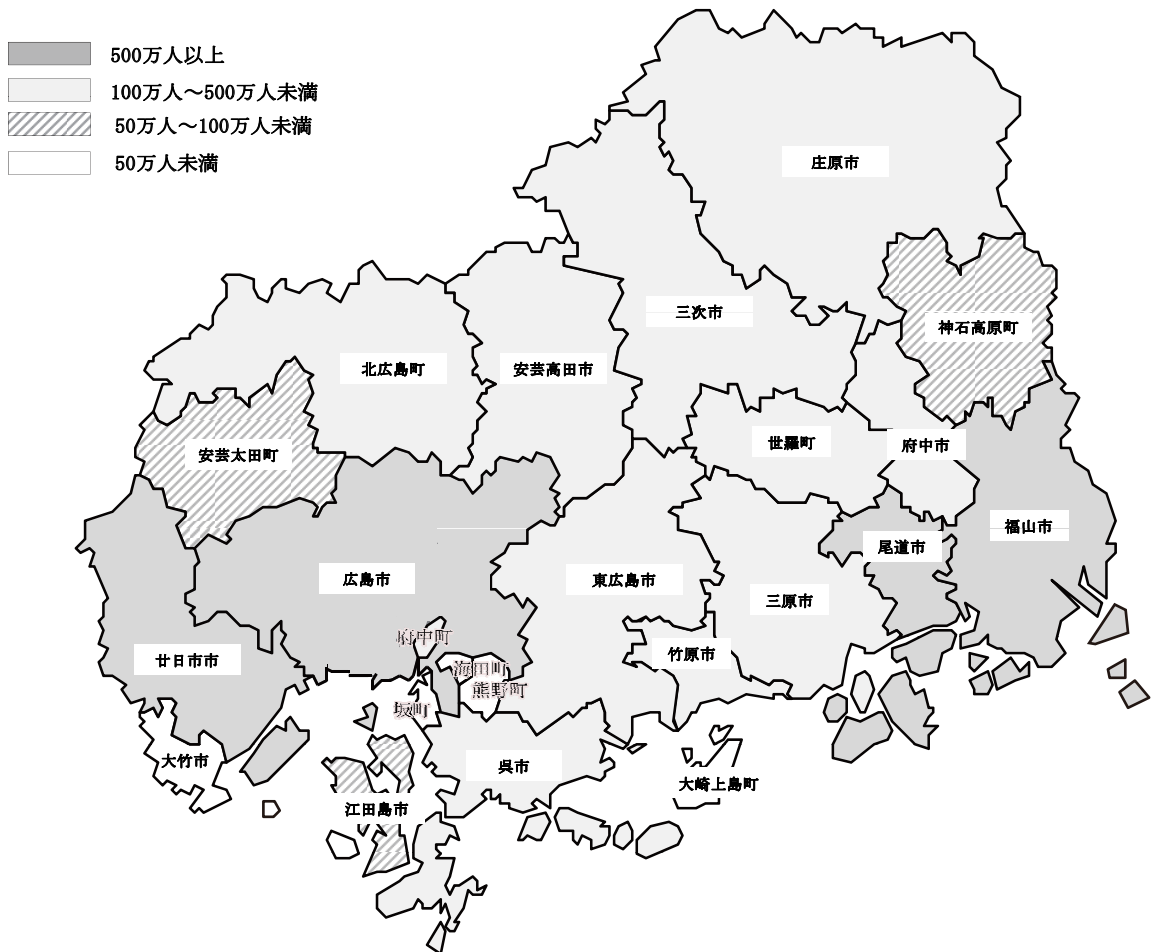 500万人以上
100万人～500万人未満
50万人～100万人未満
50万人未満
庄原市
三次市
神石高原町
北広島町
安芸高田市
世羅町
府中市
安芸太田町
福山市
尾道市
広島市
東広島市
三原市
府中町
竹原市
廿日市市
海田町
熊野町
坂町
大竹市
呉市
大崎上島町
江田島市